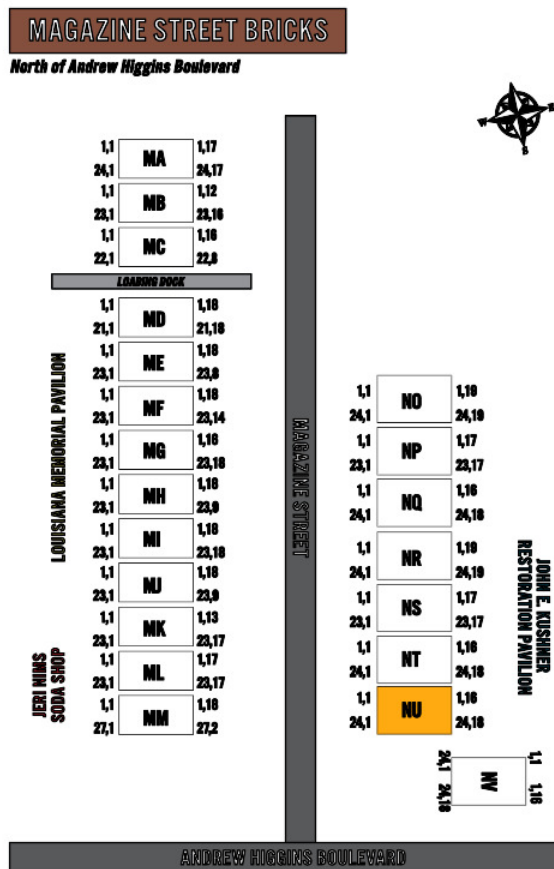 MAGAZINE STREET BRICKS
North of Andrew Higgins Boulevard
N
E
S
W
1,1 MA 1,17
24,1 24,17
1,1 MB 1,12
23,1 23,16
1,1 MC 1,16
22,1 22,8
LOADING DOCK
1,1 MD 1,18
21,1 21,18
1,1 ME 1,18
23,1 23,8
1,1 MF 1,18
23,1 23,14
1,1 MG 1,16
23,1 23,18
1,1 MH 1,18
23,1 23,9
1,1 MI 1,18
23,1 23,18
1,1 MJ 1,18
23,1 23,9
1,1 MK 1,13
23,1 23,17
1,1 ML 1,17
23,1 23,17
1,1 MM 1,18
27,1 27,2
LOUISIANA MEMORIAL PAVILION
JERI NIMS
SODA SHOP
MAGAZINE STREET
1,1 NO 1,19
24,1 24,19
1,1 NP 1,17
23,1 23,17
1,1 NQ 1,16
24,1 24,18
1,1 NR 1,19
24,1 24,19
1,1 NS 1,17
23,1 23,17
1,1 NT 1,16
24,1 24,18
1,1 NU 1,16
24,1 24,18
JOHN E. KUSHNER
RESTORATION PAVILION
24,1 NV 1,1
24,18 1,16
ANDREW HIGGINS BOULEVARD